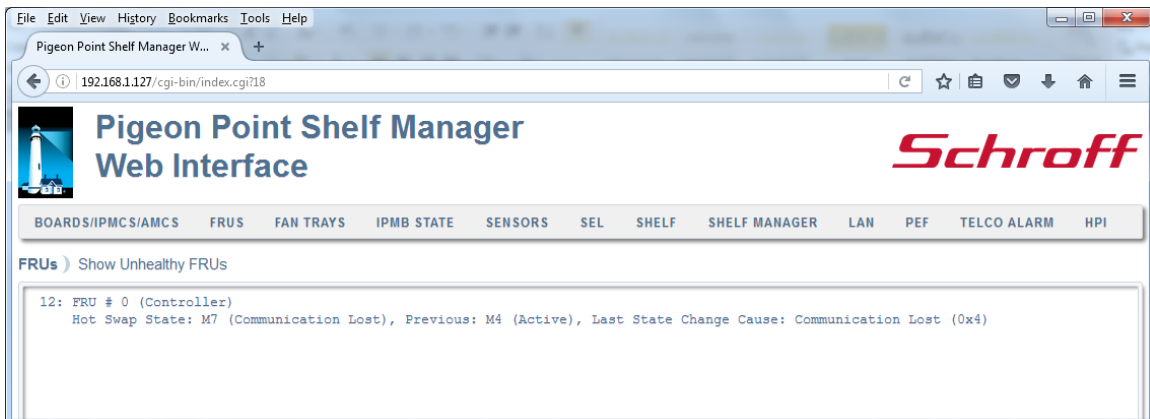 File Edit View History Bookmarks Tools Help
Pigeon Point Shelf Manager W...
192.168.1.127/cgi-bin/index.cgi?18
Pigeon Point Shelf Manager
Web Interface
Schroff
BOARDS/IPMCS/AMCS FRUS FAN TRAYS IPMB STATE SENSORS SEL SHELF SHELF MANAGER LAN PEF TELCO ALARM HPI
FRUs ) Show Unhealthy FRUs
12: FRU # 0 (Controller)
Hot Swap State: M7 (Communication Lost), Previous: M4 (Active), Last State Change Cause: Communication Lost (0x4)